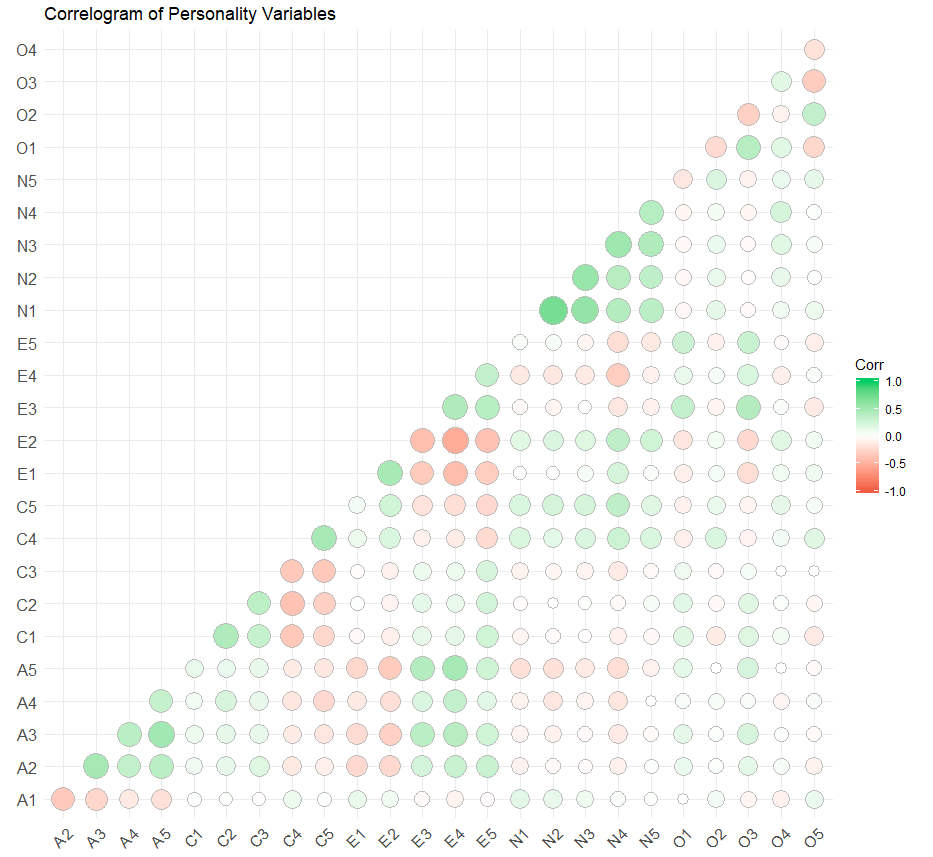 Correlogram of Personality Variables
O4
O3
O2
O1
N5
N4
N3
N2
N1
E5
E4
E3
E2
E1
C5
C4
C3
C2
C1
A5
A4
A3
A2
A1
A2 A3 A4 A5 C1 C2 C3 C4 C5 E1 E2 E3 E4 E5 N1 N2 N3 N4 N5 O1 O2 O3 O4 O5
Corr
1.0
0.5
0.0
-0.5
-1.0